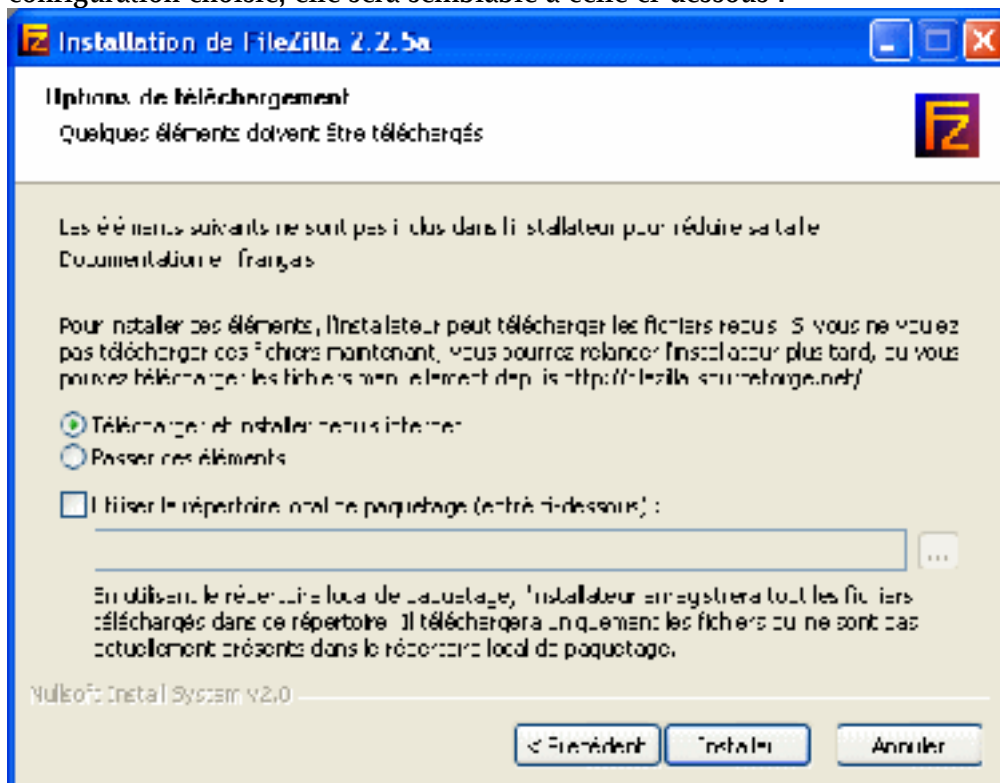 configuration choisie, elle sera semblable à celle ci-dessous :
Installation de FileZilla 2.2.5a
Options de téléchargement
Quelques éléments doivent être téléchargés
Les éléments suivants ne sont pas inclus dans l'installateur pour réduire sa taille
Documentation en français
Pour installer ces éléments, l'installateur peut télécharger les fichiers requis. Si vous ne voulez
pas télécharger ces fichiers maintenant, vous pourrez relancer l'installateur plus tard, ou vous
pouvez télécharger les fichiers manuellement depuis http://filezilla.sourceforge.net/
Télécharger et installer depuis internet
Passer ces éléments
Utiliser le répertoire local de paquetage (entré ci-dessous) :
...
En utilisant le répertoire local de paquetage, l'installateur enregistrera tout les fichiers
téléchargés dans ce répertoire. Il téléchargera uniquement les fichiers qui ne sont pas
actuellement présents dans le répertoire local de paquetage.
Nullsoft Install System v2.0
< Précédent
Installer
Annuler